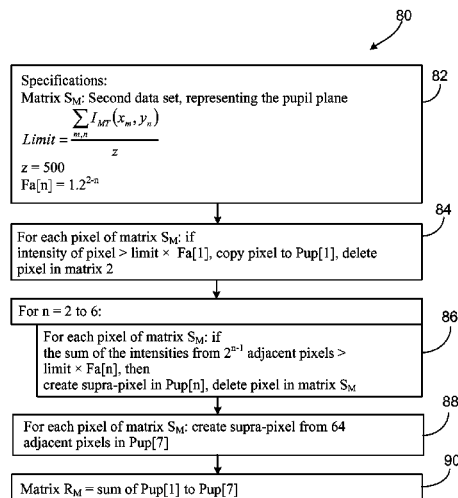 80
82
Specifications:
Matrix S_M: Second data set, representing the pupil plane
Limit = \frac{\sum_{m,n} I_{MT}(x_m, y_n)}{z}
z = 500
Fa[n] = 1.2^{2-n}
84
For each pixel of matrix S_M: if
intensity of pixel > limit × Fa[1], copy pixel to Pup[1], delete
pixel in matrix 2
For n = 2 to 6:
86
For each pixel of matrix S_M: if
the sum of the intensities from 2^{n-1} adjacent pixels >
limit × Fa[n], then
create supra-pixel in Pup[n], delete pixel in matrix S_M
88
For each pixel of matrix S_M: create supra-pixel from 64
adjacent pixels in Pup[7]
90
Matrix R_M = sum of Pup[1] to Pup[7]